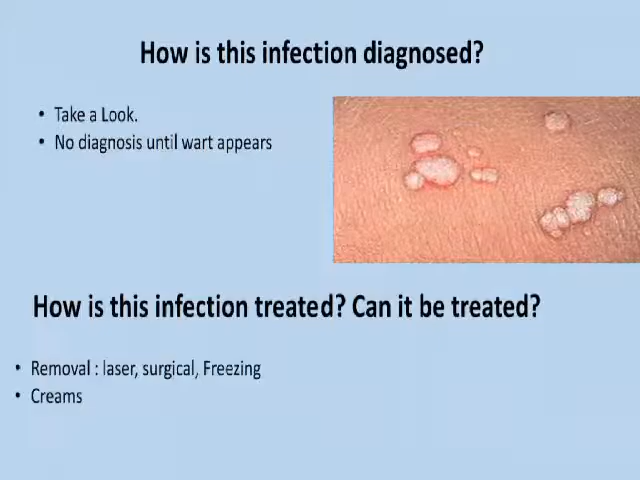 How is this infection diagnosed?
• Take a Look.
• No diagnosis until wart appears
How is this infection treated? Can it be treated?
• Removal : laser, surgical, Freezing
• Creams